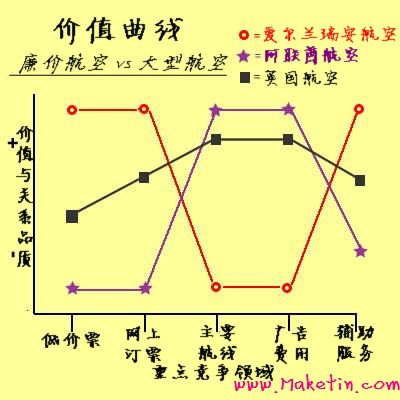 价值曲线
廉价航空 vs 大型航空
=爱尔兰瑞安航空
=阿联酋航空
=英国航空
+
价值与关系品质
-
低价票
网上
订票
主要
航线
广告
费用
辅助
服务
重点竞争领域
www.Maketin.com